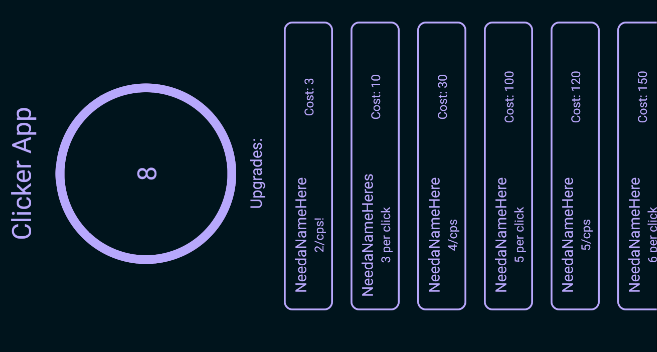 Clicker App
8
Upgrades:
NeedaNameHere
2/cps!
Cost: 3
NeedaNameHeres
3 per click
Cost: 10
NeedaNameHere
4/cps
Cost: 30
NeedaNameHere
5 per click
Cost: 100
NeedaNameHere
5/cps
Cost: 120
NeedaNameHere
6 per click
Cost: 150